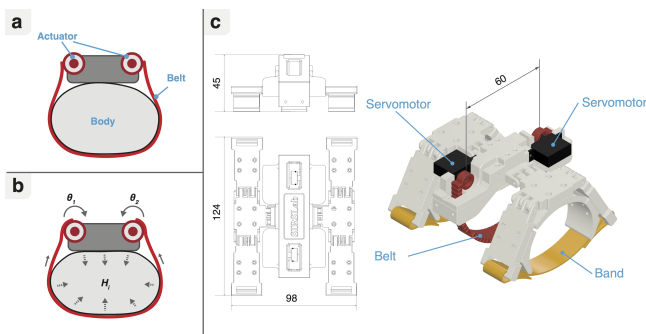 a
Actuator
Belt
Body
b
θ1
θ2
Hi
c
45
124
98
60
Servomotor
Servomotor
Belt
Band